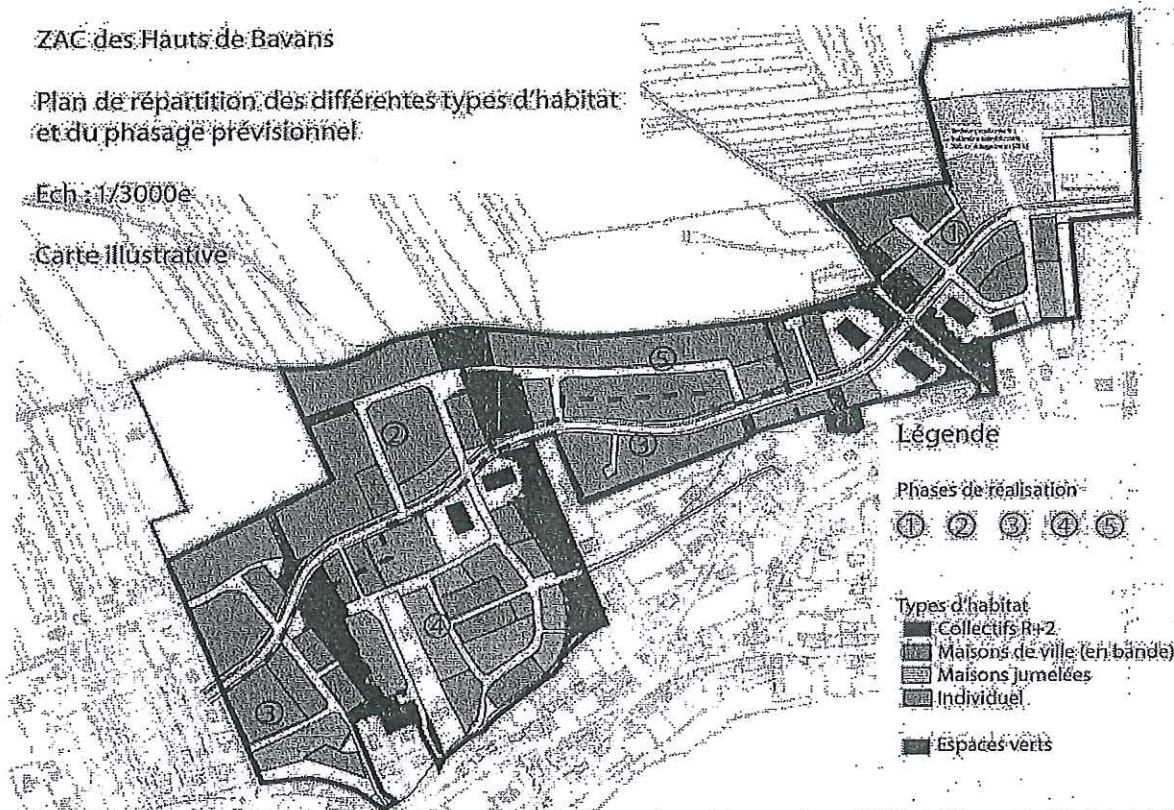 ZAC des Hauts de Bavans
Plan de répartition des différentes types d'habitat
et du phasage prévisionnel
Ech : 1/3000e
Carte illustrative
①
⑤
②
③
④
③
Légende
Phases de réalisation
① ② ③ ④ ⑤
Types d'habitat
Collectifs R+2
Maisons de ville (en bande)
Maisons jumelées
Individuel
Espaces verts